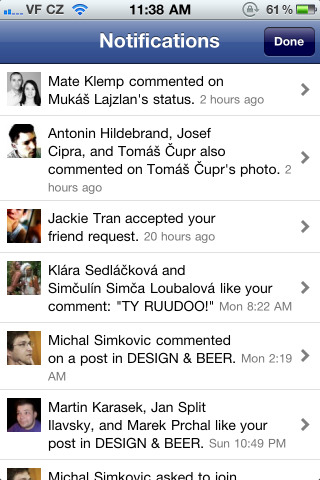 VF CZ 11:38 AM 61%
Notifications Done
Mate Klemp commented on
Mukáš Lajzlan's status. 2 hours ago
Antonin Hildebrand, Josef
Cipra, and Tomáš Čupr also
commented on Tomáš Čupr's photo. 2
hours ago
Jackie Tran accepted your
friend request. 20 hours ago
Klára Sedláčková and
Simčulín Simča Loubalová like your
comment: "TY RUUDOO!" Mon 8:22 AM
Michal Simkovic commented
on a post in DESIGN & BEER. Mon 2:19
AM
Martin Karasek, Jan Split
Ilavsky, and Marek Prchal like your
post in DESIGN & BEER. Sun 10:49 PM
Michal Simkovic asked to join